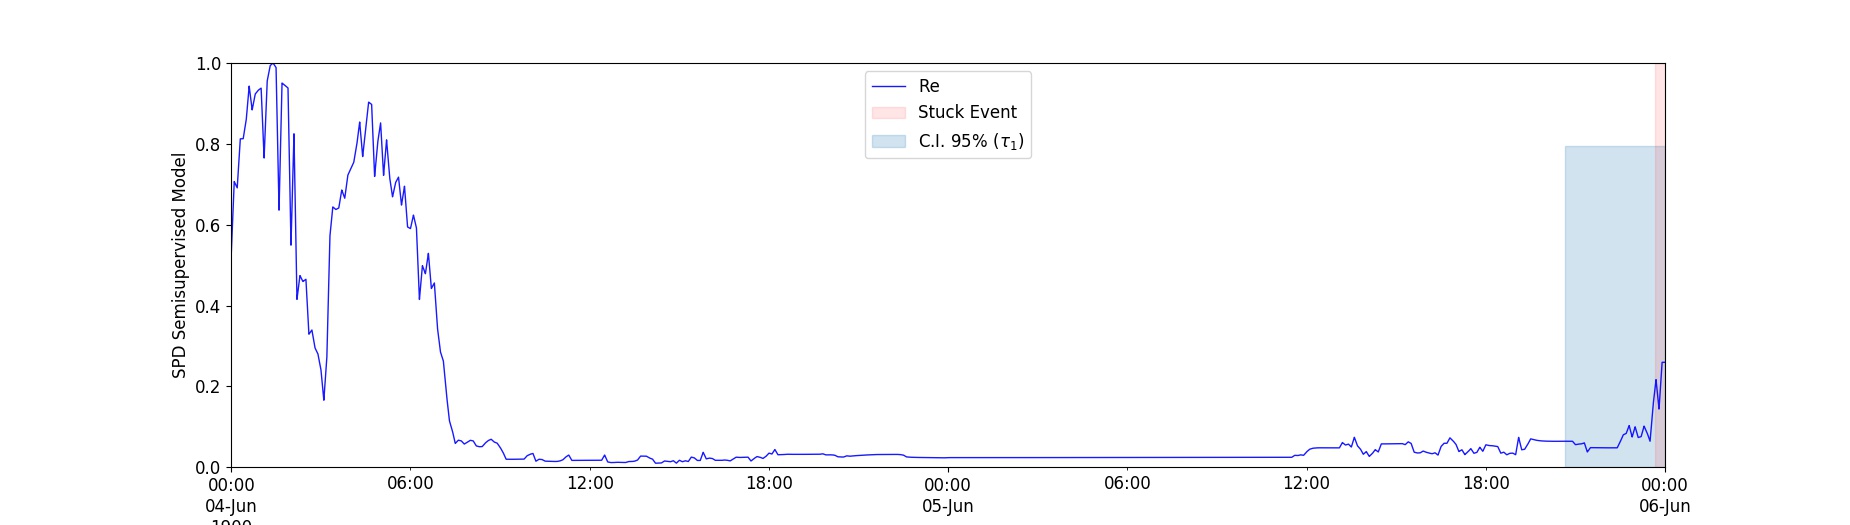 SPD Semisupervised Model
1.0
0.8
0.6
0.4
0.2
0.0
Re
Stuck Event
C.I. 95% (τ₁)
00:00 06:00 12:00 18:00 00:00 06:00 12:00 18:00 00:00
04-Jun 05-Jun 06-Jun
1900